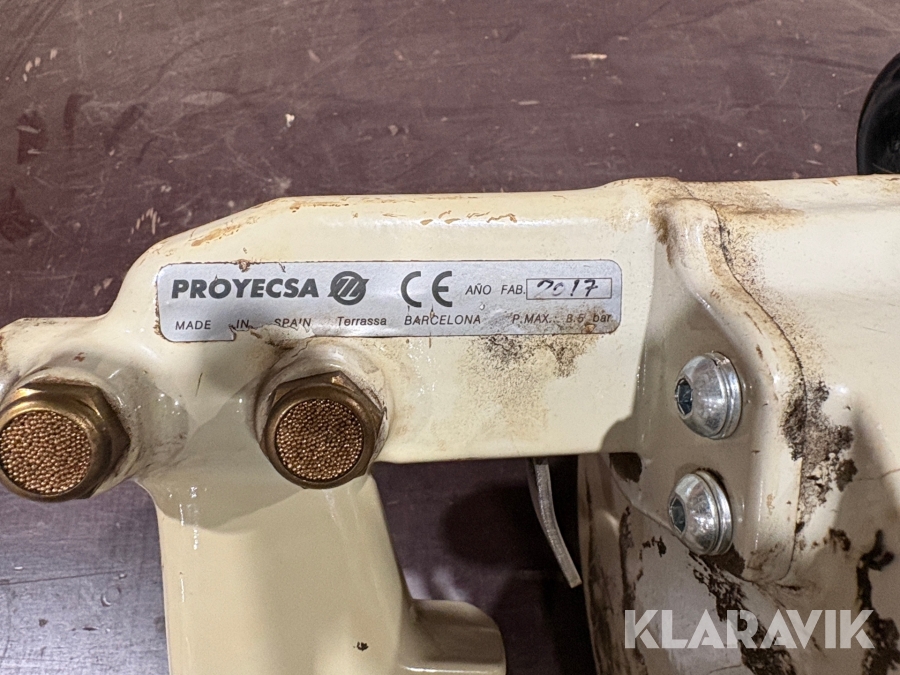 PROYECSA CE AÑO FAB. 2017
MADE IN SPAIN Terrassa BARCELONA P.MAX.: 8.5 bar
KLARAVIK